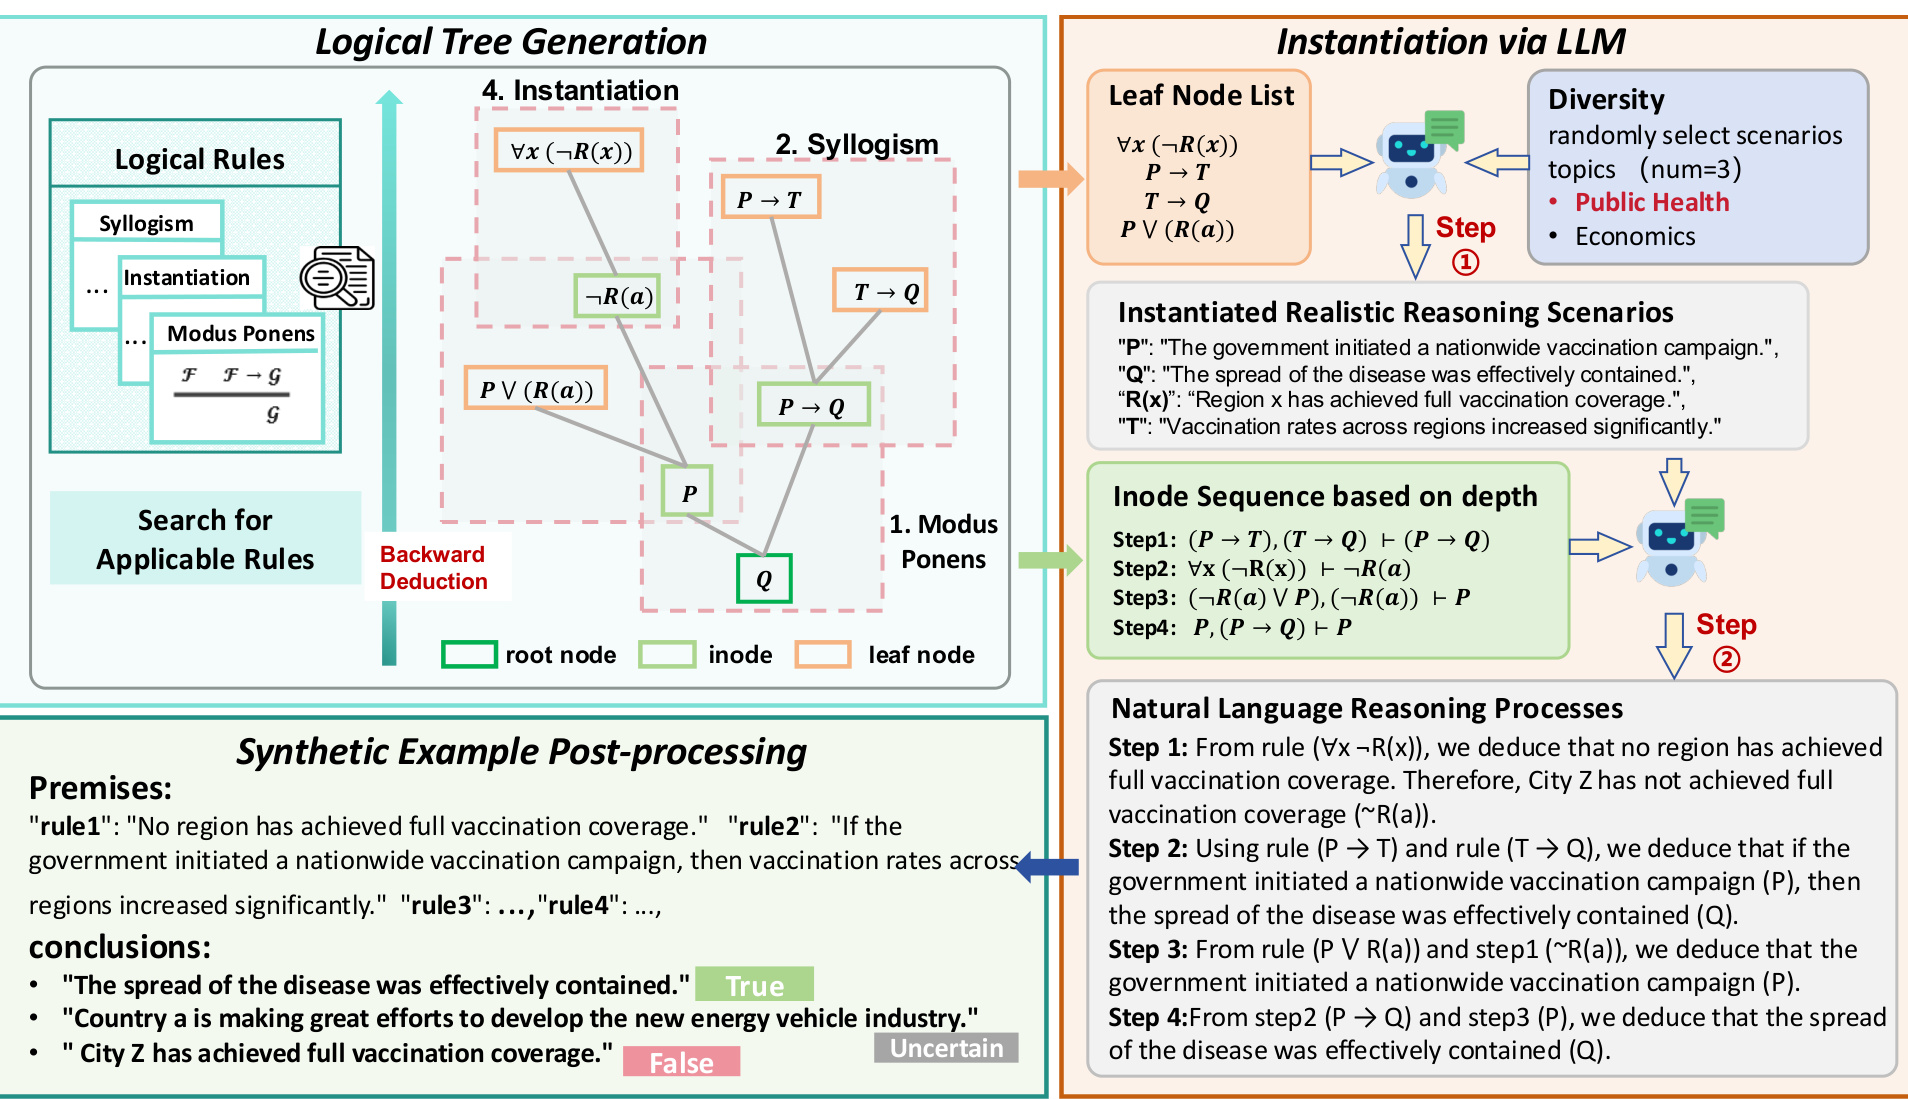 Logical Tree Generation
Logical Rules
Syllogism
...
Instantiation
...
Modus Ponens
ℱ ℱ → 𝒢
𝒢
Search for
Applicable Rules
Backward
Deduction
4. Instantiation
∀x (¬R(x))
2. Syllogism
P → T
T → Q
¬R(a)
P ∨ (R(a))
P → Q
P
1. Modus
Ponens
Q
root node
inode
leaf node
Instantiation via LLM
Leaf Node List
∀x (¬R(x))
P → T
T → Q
P ∨ (R(a))
Diversity
randomly select scenarios
topics (num=3)
• Public Health
• Economics
Step
①
Instantiated Realistic Reasoning Scenarios
"P": "The government initiated a nationwide vaccination campaign.",
"Q": "The spread of the disease was effectively contained.",
“R(x)”: “Region x has achieved full vaccination coverage.",
"T": "Vaccination rates across regions increased significantly."
Inode Sequence based on depth
Step1: (P → T), (T → Q) ⊢ (P → Q)
Step2: ∀x (¬R(x)) ⊢ ¬R(a)
Step3: (¬R(a) ∨ P), (¬R(a)) ⊢ P
Step4: P, (P → Q) ⊢ P
Step
②
Natural Language Reasoning Processes
Step 1: From rule (∀x ¬R(x)), we deduce that no region has achieved
full vaccination coverage. Therefore, City Z has not achieved full
vaccination coverage (~R(a)).
Step 2: Using rule (P → T) and rule (T → Q), we deduce that if the
government initiated a nationwide vaccination campaign (P), then
the spread of the disease was effectively contained (Q).
Step 3: From rule (P ∨ R(a)) and step1 (~R(a)), we deduce that the
government initiated a nationwide vaccination campaign (P).
Step 4:From step2 (P → Q) and step3 (P), we deduce that the spread
of the disease was effectively contained (Q).
Synthetic Example Post-processing
Premises:
"rule1": "No region has achieved full vaccination coverage." "rule2": "If the
government initiated a nationwide vaccination campaign, then vaccination rates across
regions increased significantly." "rule3": ...,"rule4": ...,
conclusions:
• "The spread of the disease was effectively contained." True
• "Country a is making great efforts to develop the new energy vehicle industry."
Uncertain
• " City Z has achieved full vaccination coverage." False